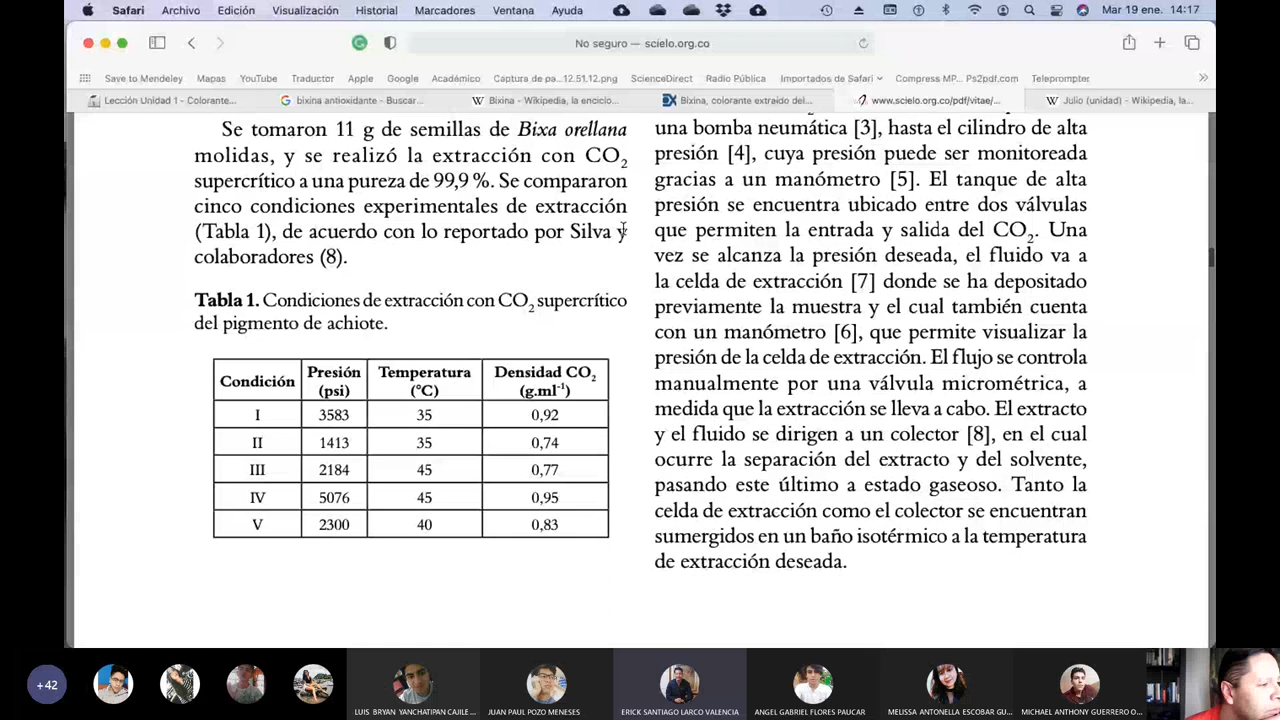 Safari Archivo Edición Visualización Historial Marcadores Ventana Ayuda Mar 19 ene. 14:17
No seguro — scielo.org.co
Save to Mendeley Mapas YouTube Traductor Apple Google Académico Captura de pa...12.51.12.png ScienceDirect Radio Pública Importados de Safari Compress MP... Ps2pdf.com Teleprompter
Lección Unidad 1 - Colorante... bixina antioxidante - Buscar... Bixina - Wikipedia, la enciclo... Bixina, colorante extraído del... www.scielo.org.co/pdf/vitae/... Julio (unidad) - Wikipedia, la...
Se tomaron 11 g de semillas de Bixa orellana
molidas, y se realizó la extracción con CO2
supercrítico a una pureza de 99,9 %. Se compararon
cinco condiciones experimentales de extracción
(Tabla 1), de acuerdo con lo reportado por Silva y
colaboradores (8).
Tabla 1. Condiciones de extracción con CO2 supercrítico
del pigmento de achiote.
Condición Presión (psi) Temperatura (°C) Densidad CO2 (g.ml-1)
I 3583 35 0,92
II 1413 35 0,74
III 2184 45 0,77
IV 5076 45 0,95
V 2300 40 0,83
una bomba neumática [3], hasta el cilindro de alta
presión [4], cuya presión puede ser monitoreada
gracias a un manómetro [5]. El tanque de alta
presión se encuentra ubicado entre dos válvulas
que permiten la entrada y salida del CO2. Una
vez se alcanza la presión deseada, el fluido va a
la celda de extracción [7] donde se ha depositado
previamente la muestra y el cual también cuenta
con un manómetro [6], que permite visualizar la
presión de la celda de extracción. El flujo se controla
manualmente por una válvula micrométrica, a
medida que la extracción se lleva a cabo. El extracto
y el fluido se dirigen a un colector [8], en el cual
ocurre la separación del extracto y del solvente,
pasando este último a estado gaseoso. Tanto la
celda de extracción como el colector se encuentran
sumergidos en un baño isotérmico a la temperatura
de extracción deseada.
+42
LUIS BRYAN YANCHATIPAN CAJILE... JUAN PAUL POZO MENESES ERICK SANTIAGO LARCO VALENCIA ANGEL GABRIEL FLORES PAUCAR MELISSA ANTONELLA ESCOBAR GU... MICHAEL ANTHONY GUERRERO O...